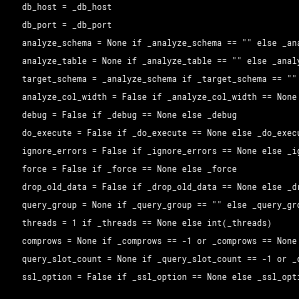 db_host = _db_host
db_port = _db_port
analyze_schema = None if _analyze_schema == "" else _ana
analyze_table = None if _analyze_table == "" else _analy
target_schema = _analyze_schema if _target_schema == ""
analyze_col_width = False if _analyze_col_width == None
debug = False if _debug == None else _debug
do_execute = False if _do_execute == None else _do_execu
ignore_errors = False if _ignore_errors == None else _ig
force = False if _force == None else _force
drop_old_data = False if _drop_old_data == None else _dr
query_group = None if _query_group == "" else _query_gro
threads = 1 if _threads == None else int(_threads)
comprows = None if _comprows == -1 or _comprows == None
query_slot_count = None if _query_slot_count == -1 or _q
ssl_option = False if _ssl_option == None else _ssl_opti